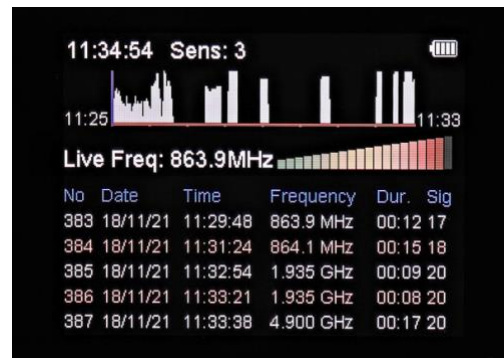 11:34:54 Sens: 3
11:25 11:33
Live Freq: 863.9MHz
No Date Time Frequency Dur. Sig
383 18/11/21 11:29:48 863.9 MHz 00:12 17
384 18/11/21 11:31:24 864.1 MHz 00:15 18
385 18/11/21 11:32:54 1.935 GHz 00:09 20
386 18/11/21 11:33:21 1.935 GHz 00:08 20
387 18/11/21 11:33:38 4.900 GHz 00:17 20